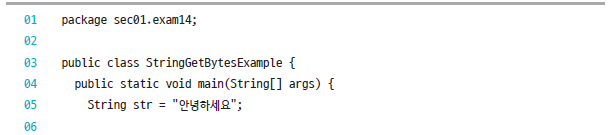 01 package sec01.exam14;
02
03 public class StringGetBytesExample {
04 public static void main(String[] args) {
05 String str = "안녕하세요";
06